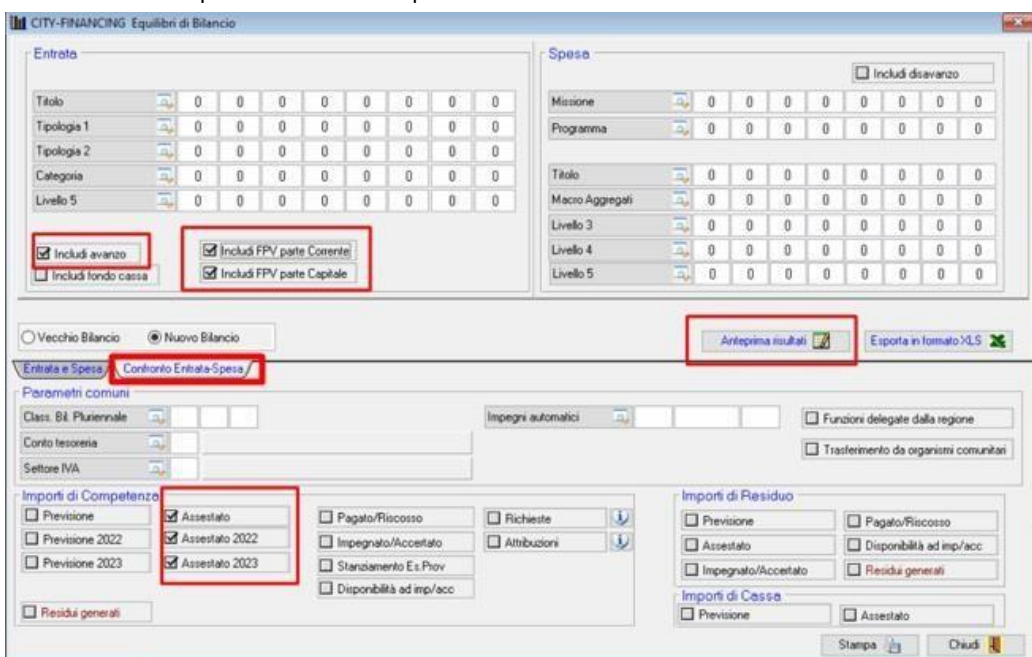 CITY-FINANCING Equilibri di Bilancio
Entrata
Titolo 0 0 0 0 0 0 0 0
Tipologia 1 0 0 0 0 0 0 0 0
Tipologia 2 0 0 0 0 0 0 0 0
Categoria 0 0 0 0 0 0 0 0
Livello 5 0 0 0 0 0 0 0 0
Includi avanzo
Includi fondo cassa
Includi FPV parte Corrente
Includi FPV parte Capitale
Spesa
Includi disavanzo
Missione 0 0 0 0 0 0 0 0
Programma 0 0 0 0 0 0 0 0
Titolo 0 0 0 0 0 0 0 0
Macro Aggregati 0 0 0 0 0 0 0 0
Livello 3 0 0 0 0 0 0 0 0
Livello 4 0 0 0 0 0 0 0 0
Livello 5 0 0 0 0 0 0 0 0
Vecchio Bilancio Nuovo Bilancio
Anteprima risultati Esporta in formato XLS
Entrata e Spesa Confronto Entrata-Spesa
Parametri comuni
Class. Bil. Pluriennale
Conto tesoreria
Settore IVA
Impegni automatici
Funzioni delegate dalla regione
Trasferimento da organismi comunitari
Importi di Competenza
Previsione
Previsione 2022
Previsione 2023
Residui generati
Assestato
Assestato 2022
Assestato 2023
Pagato/Riscosso
Impegnato/Accertato
Stanziamento Es.Prov
Disponibilità ad imp/acc
Richieste
Attribuzioni
Importi di Residuo
Previsione
Assestato
Impegnato/Accertato
Pagato/Riscosso
Disponibilità ad imp/acc
Residui generati
Importi di Cassa
Previsione Assestato
Stampa Chiudi